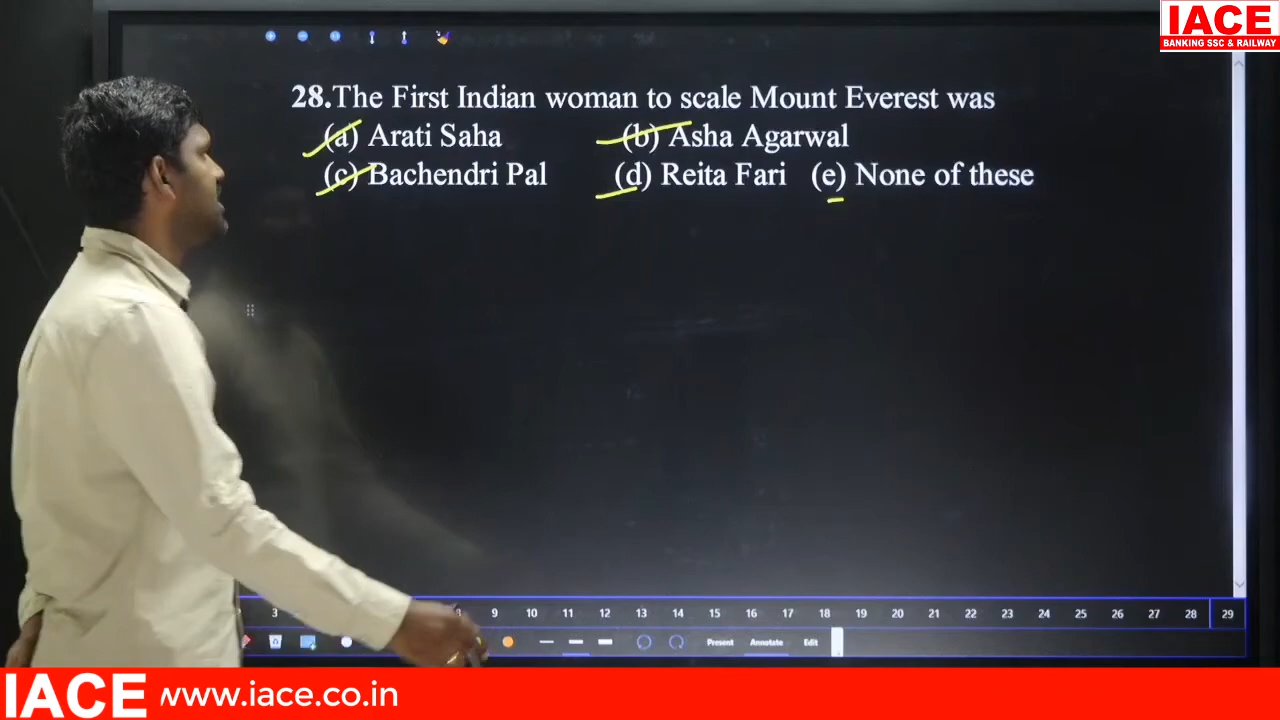 IACE
BANKING SSC & RAILWAY
28.The First Indian woman to scale Mount Everest was
(a) Arati Saha (b) Asha Agarwal
(c) Bachendri Pal (d) Reita Fari (e) None of these
3 8 9 10 11 12 13 14 15 16 17 18 19 20 21 22 23 24 25 26 27 28 29
Present Annotate Edit
IACE www.iace.co.in